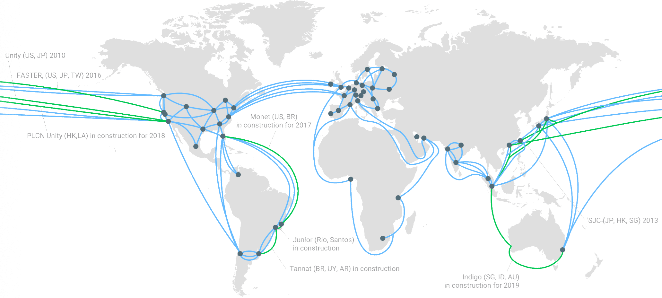 Unity (US, JP) 2010
FASTER, (US, JP, TW) 2016
PLCN, Unity (HK,LA) in construction for 2018
Monet (US, BR)
in construction for 2017
Junior (Rio, Santos)
in construction
Tannat (BR, UY, AR) in construction
SJC (JP, HK, SG) 2013
Indigo (SG, ID, AU)
in construction for 2019